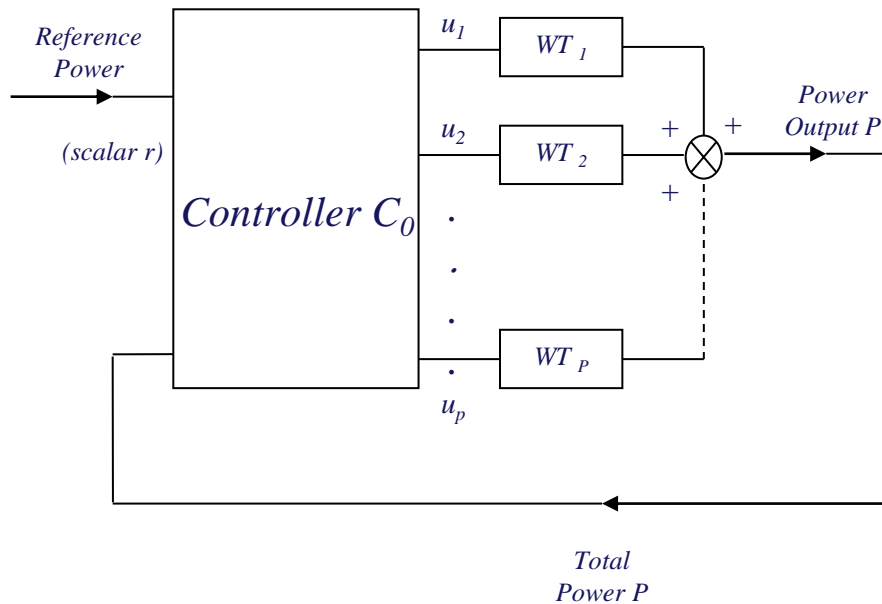 Reference
Power
(scalar r)
Controller C₀
u₁
u₂
.
.
.
.
uₚ
WT ₁
WT ₂
WT P
+
+
+
Power
Output P
Total
Power P